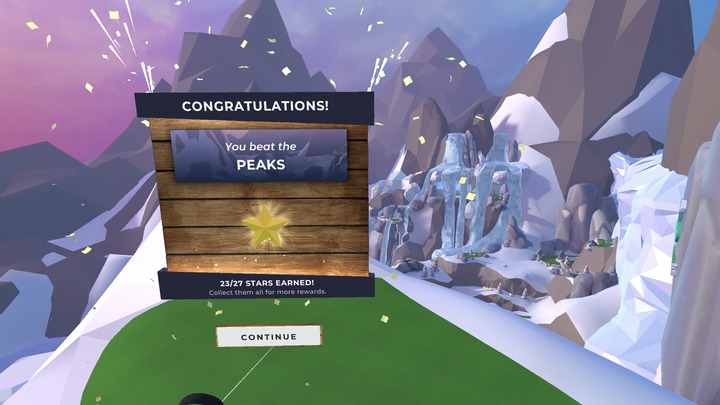 CONGRATULATIONS!
You beat the
PEAKS
23/27 STARS EARNED!
Collect them all for more rewards.
CONTINUE